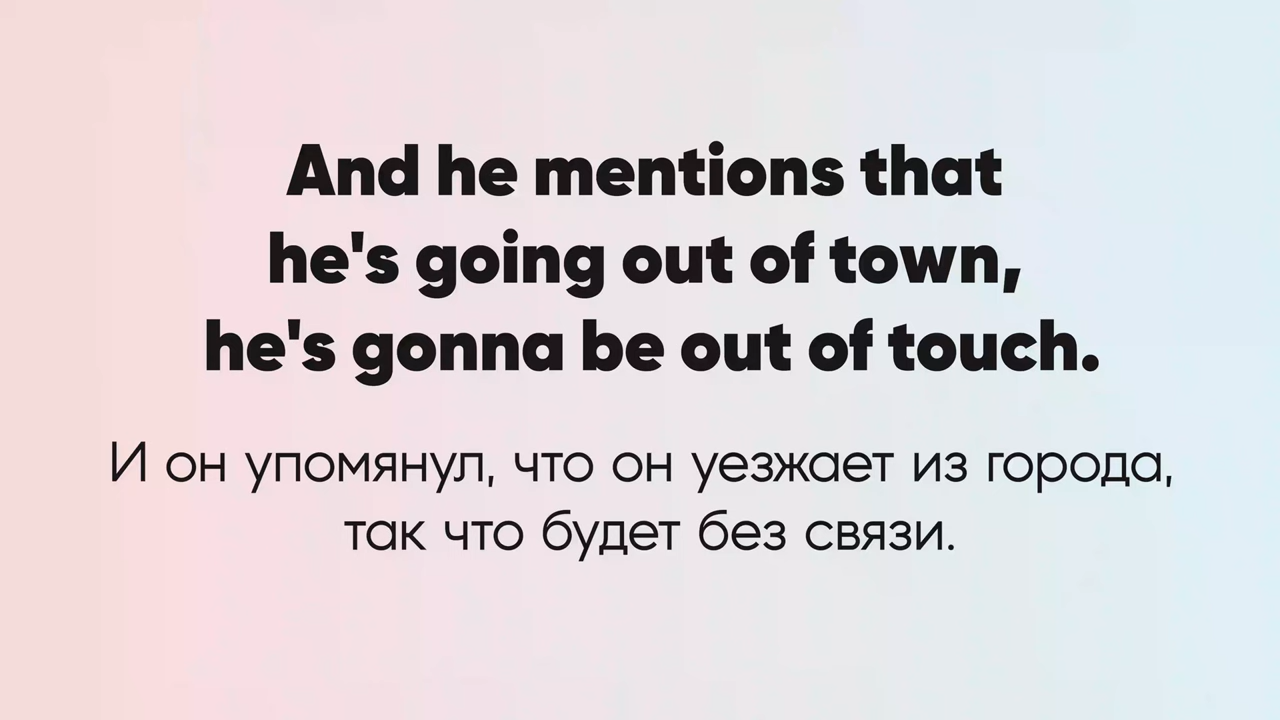 And he mentions that
he's going out of town,
he's gonna be out of touch.
И он упомянул, что он уезжает из города,
так что будет без связи.